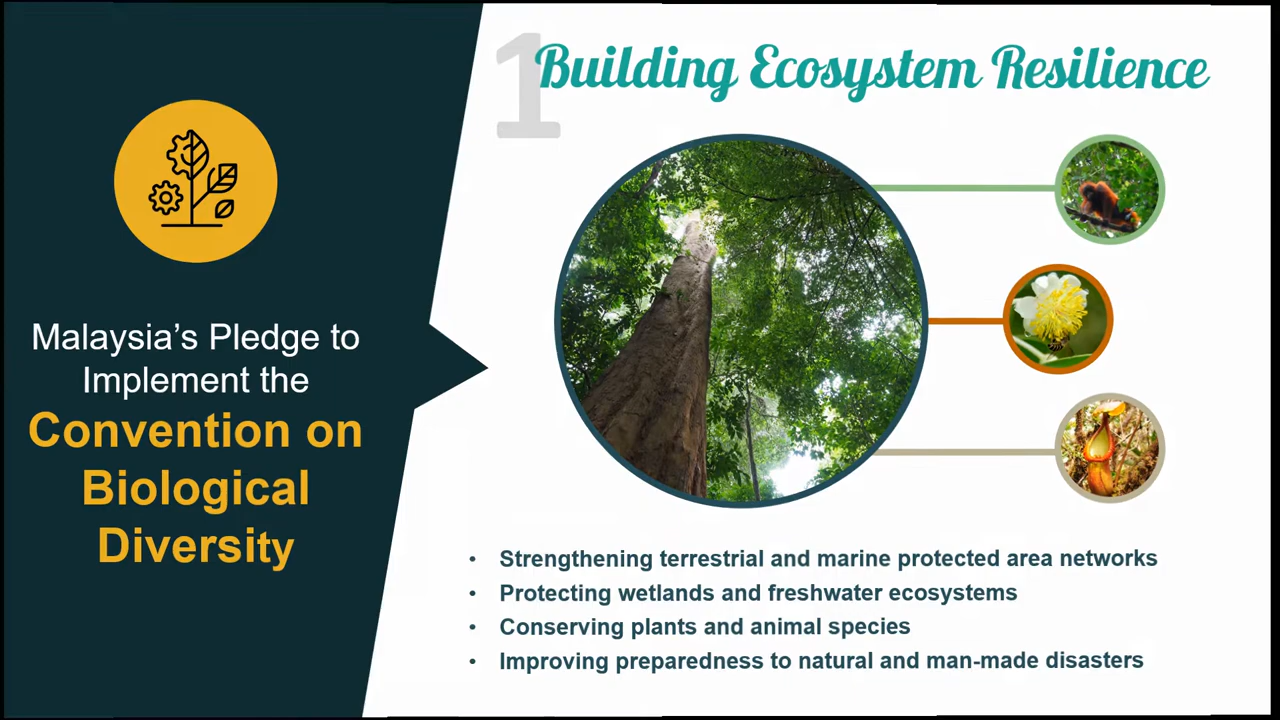 1
Building Ecosystem Resilience
Malaysia’s Pledge to
Implement the
Convention on
Biological
Diversity
• Strengthening terrestrial and marine protected area networks
• Protecting wetlands and freshwater ecosystems
• Conserving plants and animal species
• Improving preparedness to natural and man-made disasters